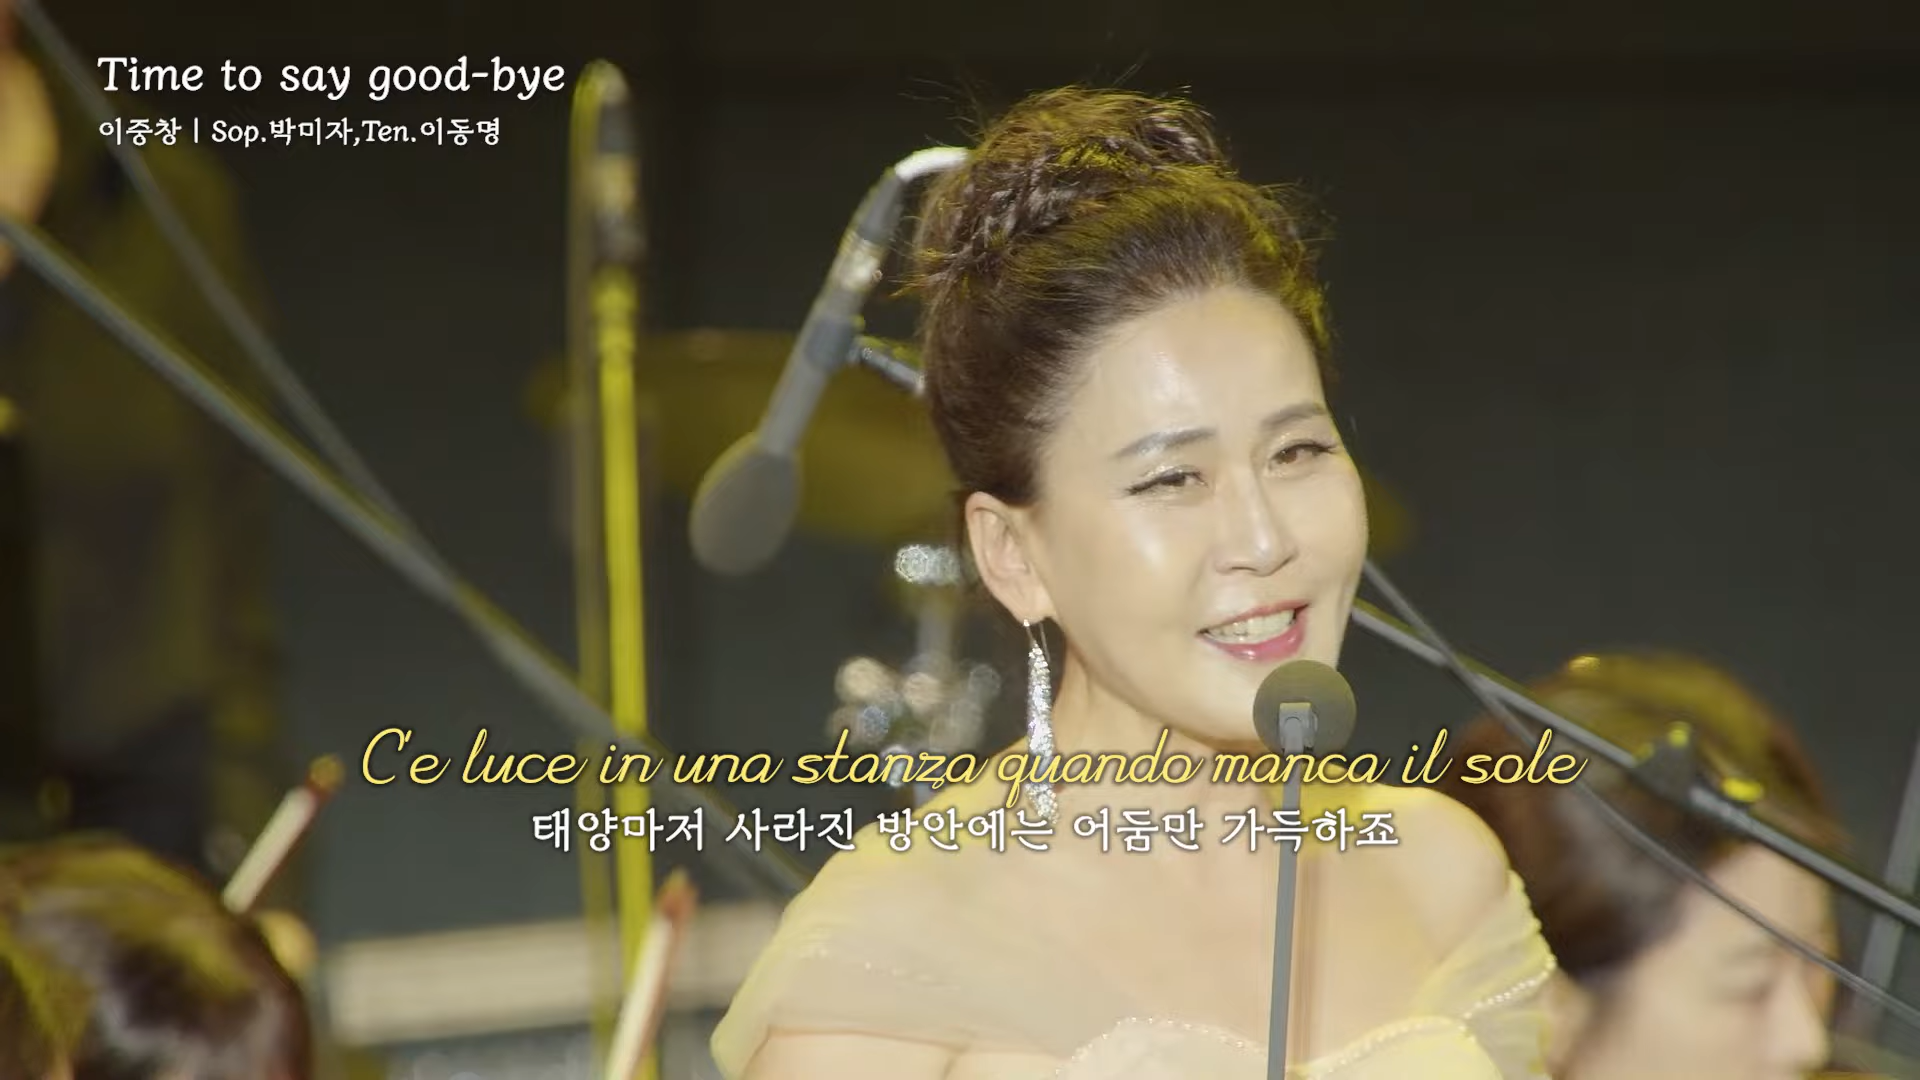 Time to say good-bye
이중창 | Sop.박미자,Ten.이동명
C'e luce in una stanza quando manca il sole
태양마저 사라진 방안에는 어둠만 가득하죠